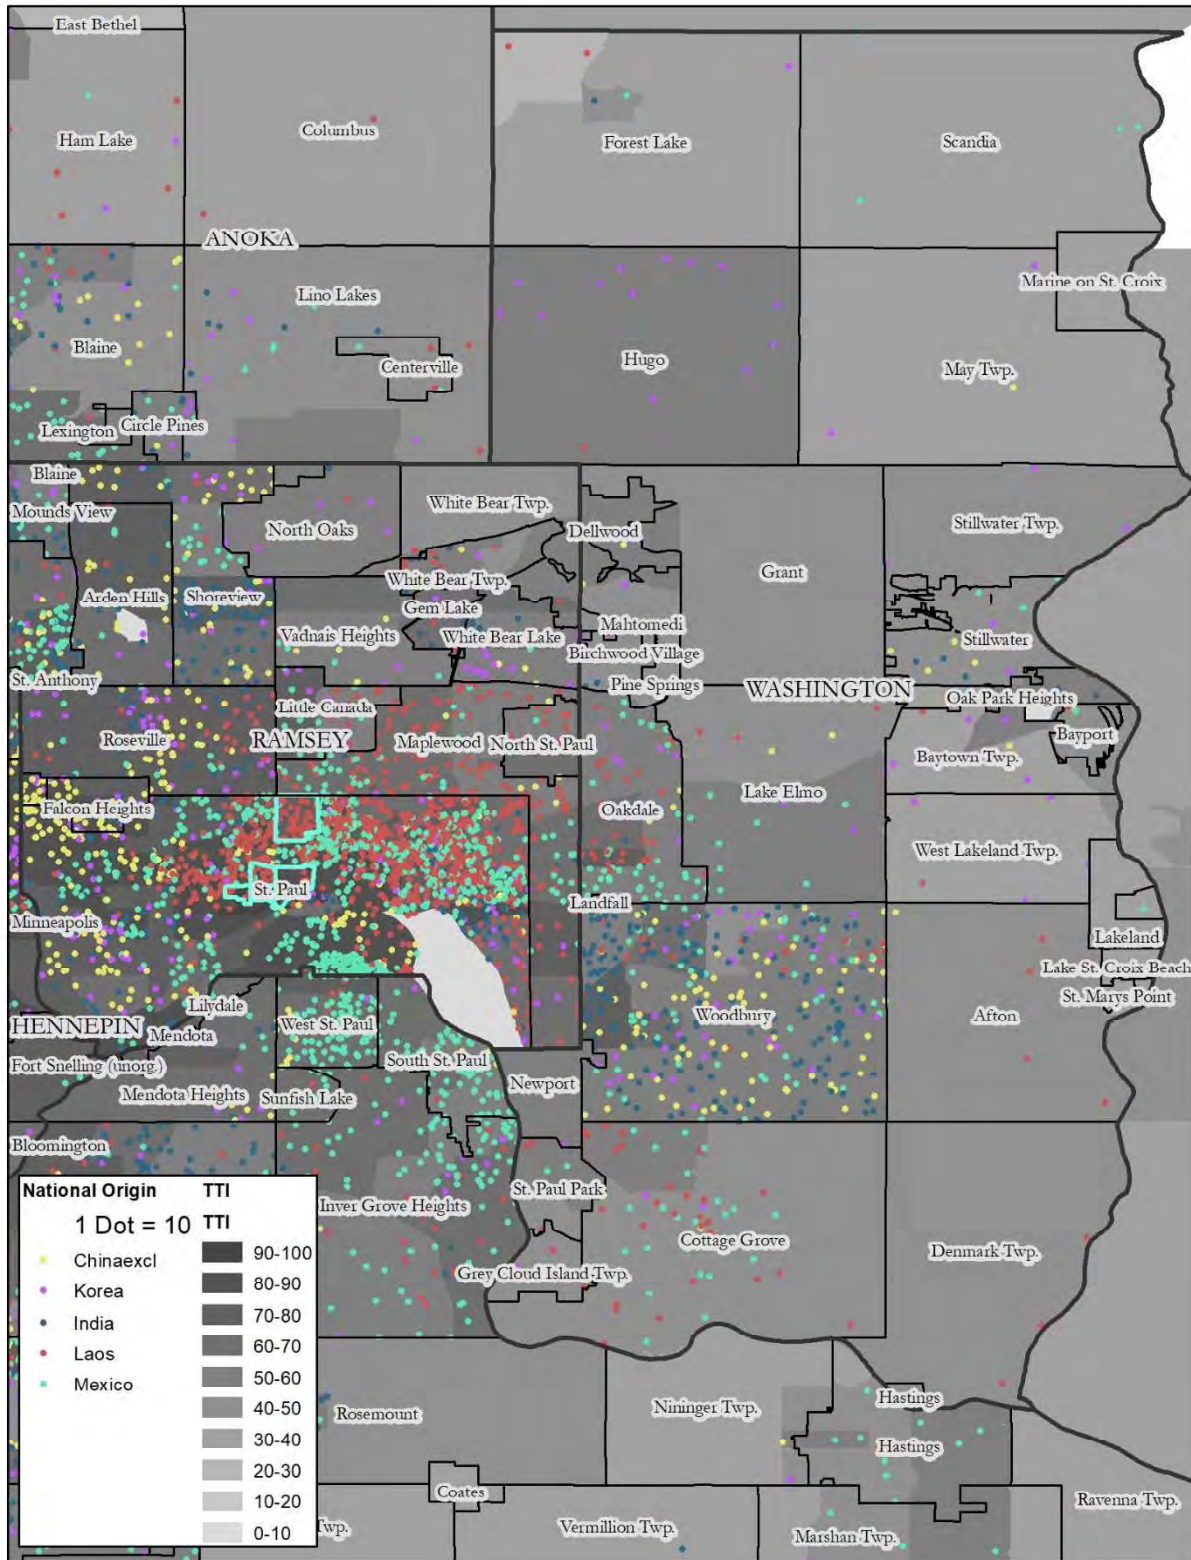 East Bethel
Ham Lake
Columbus
Forest Lake
Scandia
ANOKA
Lino Lakes
Marine on St. Croix
Blaine
Centerville
Hugo
May Twp.
Lexington
Circle Pines
Blaine
Mounds View
North Oaks
White Bear Twp.
Dellwood
Stillwater Twp.
Grant
Arden Hills
Shoreview
White Bear Twp.
Gem Lake
Vadnais Heights
White Bear Lake
Mahtomedi
Birchwood Village
Stillwater
St. Anthony
Pine Springs
WASHINGTON
Oak Park Heights
Little Canada
Roseville
RAMSEY
Maplewood
North St. Paul
Bayport
Baytown Twp.
Falcon Heights
Oakdale
Lake Elmo
West Lakeland Twp.
St. Paul
Landfall
Minneapolis
Lakeland
Lake St. Croix Beach
St. Marys Point
Lilydale
HENNEPIN
Mendota
West St. Paul
Woodbury
Afton
South St. Paul
Fort Snelling (unorg.)
Mendota Heights
Sunfish Lake
Newport
Bloomington
St. Paul Park
Inver Grove Heights
Cottage Grove
Denmark Twp.
Grey Cloud Island Twp.
National Origin
1 Dot = 10
Chinaexcl
Korea
India
Laos
Mexico
TTI
TTI
90-100
80-90
70-80
60-70
50-60
40-50
30-40
20-30
10-20
0-10
Rosemount
Nininger Twp.
Hastings
Hastings
Coates
Twp.
Vermillion Twp.
Marshan Twp.
Ravenna Twp.